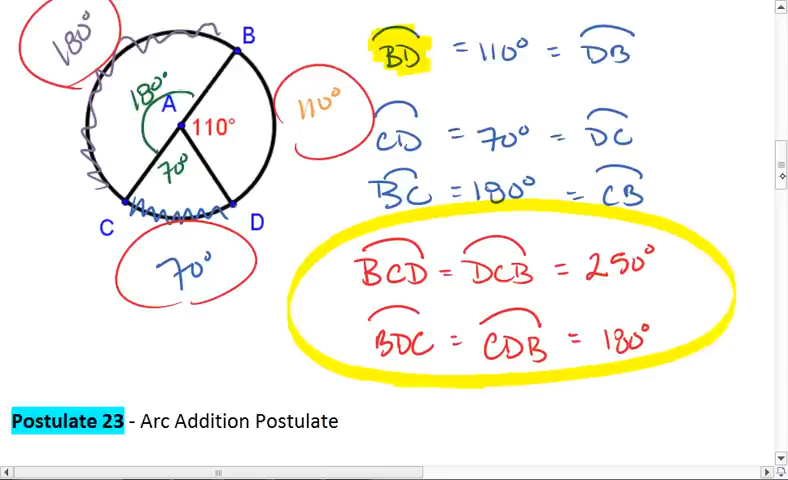 180°
B
180°
A
110°
110°
70°
C
D
70°
BD = 110° = DB
CD = 70° = DC
BC = 180° = CB
BCD = DCB = 250°
BDC = CDB = 180°
Postulate 23 - Arc Addition Postulate